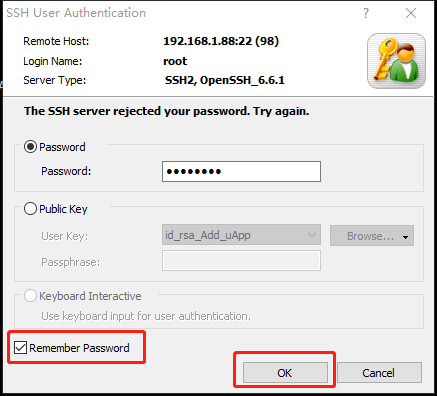 SSH User Authentication
Remote Host: 192.168.1.88:22 (98)
Login Name: root
Server Type: SSH2, OpenSSH_6.6.1
The SSH server rejected your password. Try again.
Password
Password: ••••••••
Public Key
User Key: id_rsa_Add_uApp Browse...
Passphrase:
Keyboard Interactive
Use keyboard input for user authentication.
Remember Password
OK Cancel